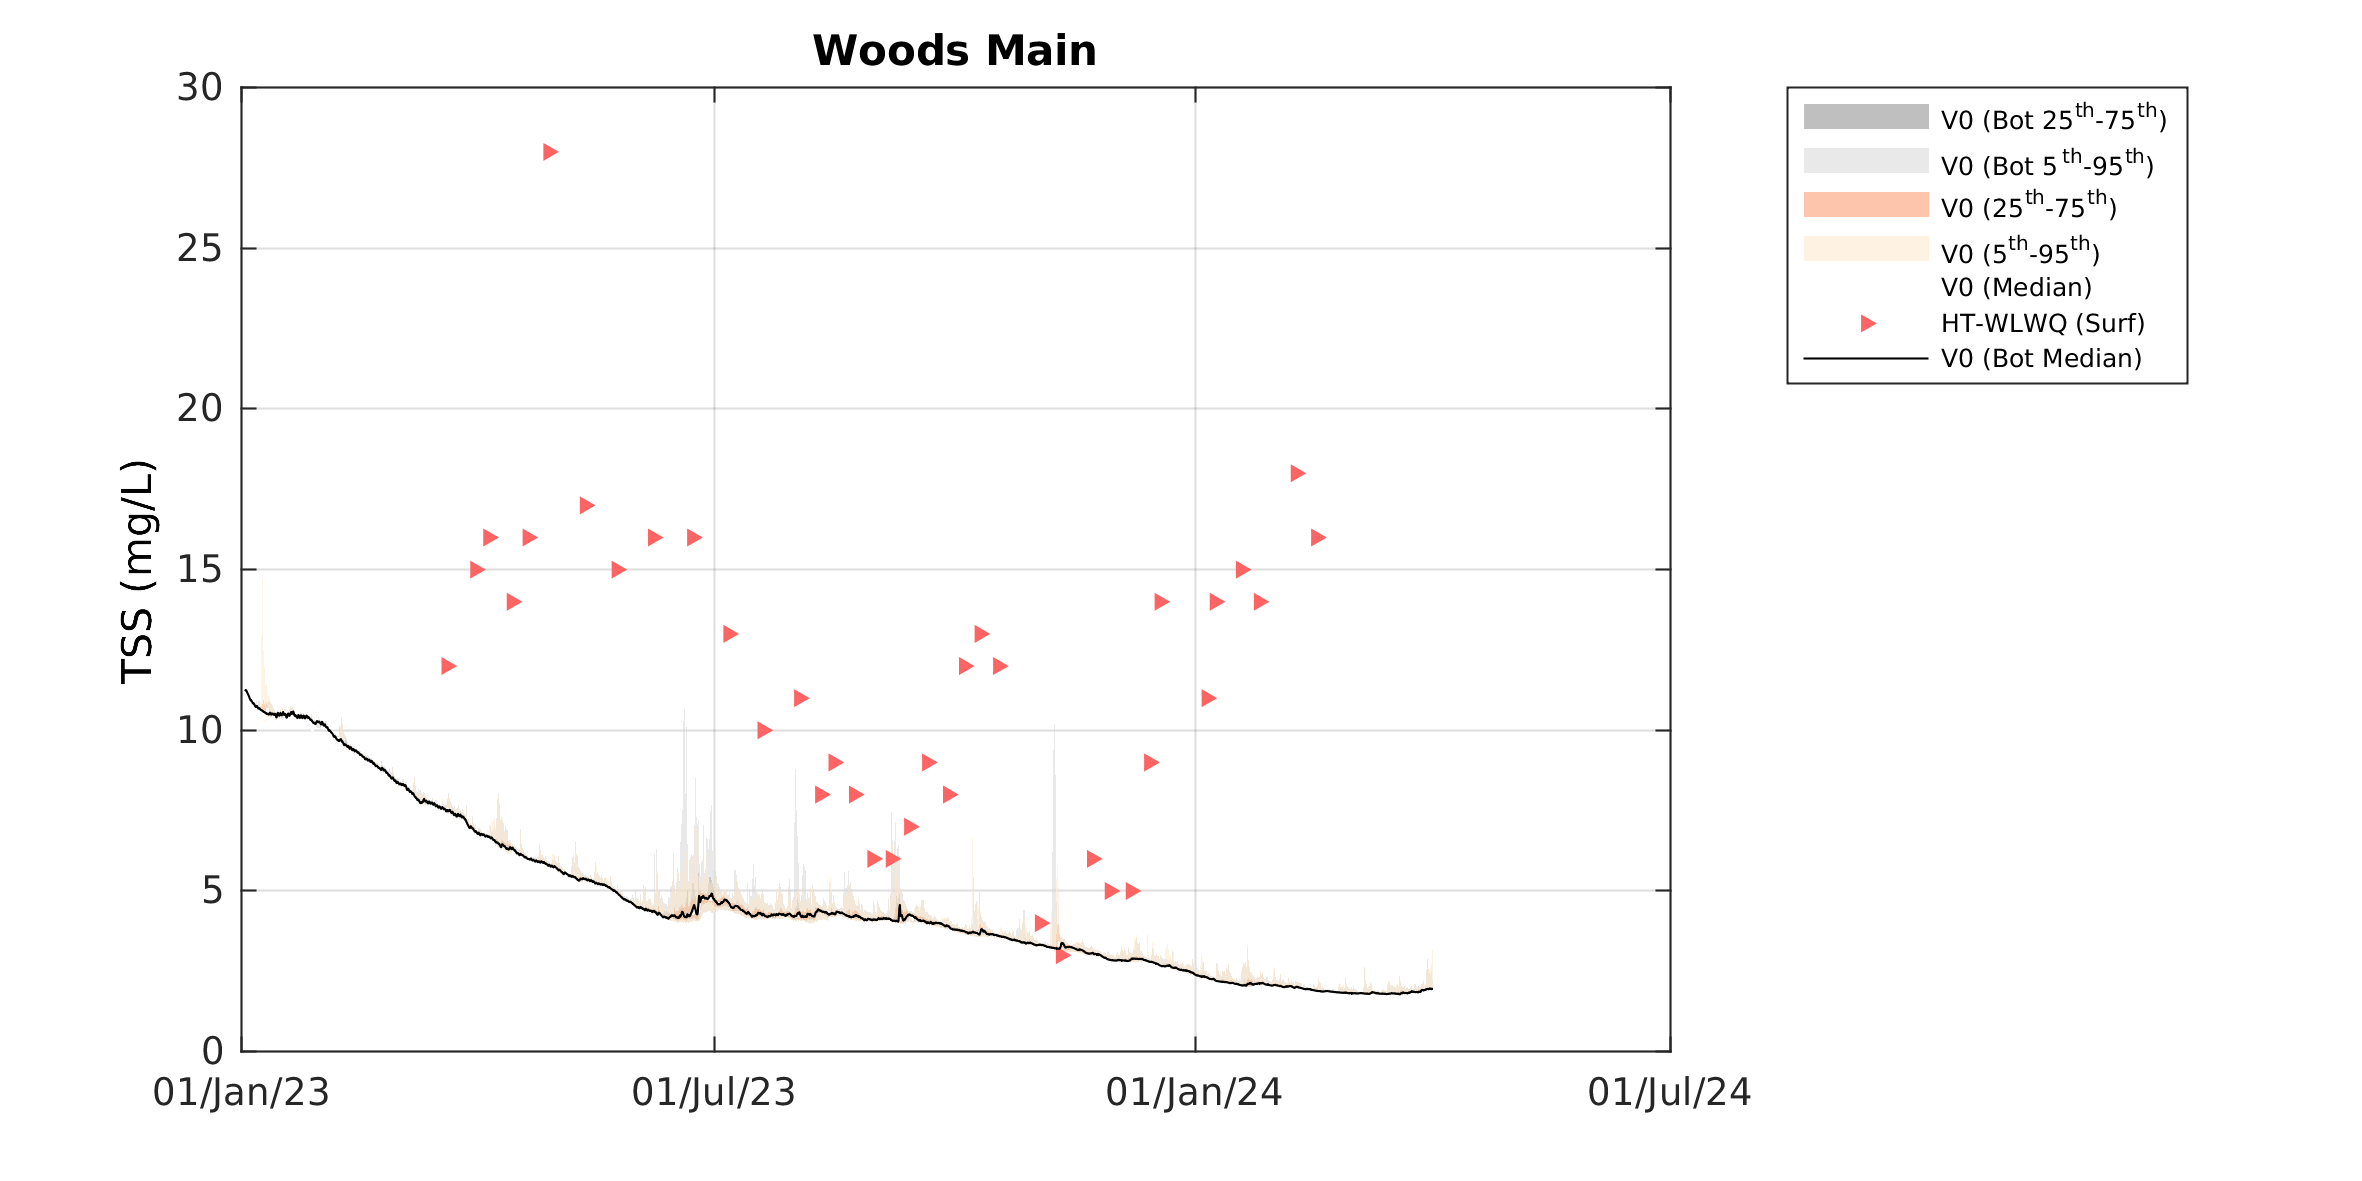 Woods Main
30
25
20
15
10
5
0
TSS (mg/L)
01/Jan/23
01/Jul/23
01/Jan/24
01/Jul/24
V0 (Bot 25th-75th)
V0 (Bot 5th-95th)
V0 (25th-75th)
V0 (5th-95th)
V0 (Median)
HT-WLWQ (Surf)
V0 (Bot Median)